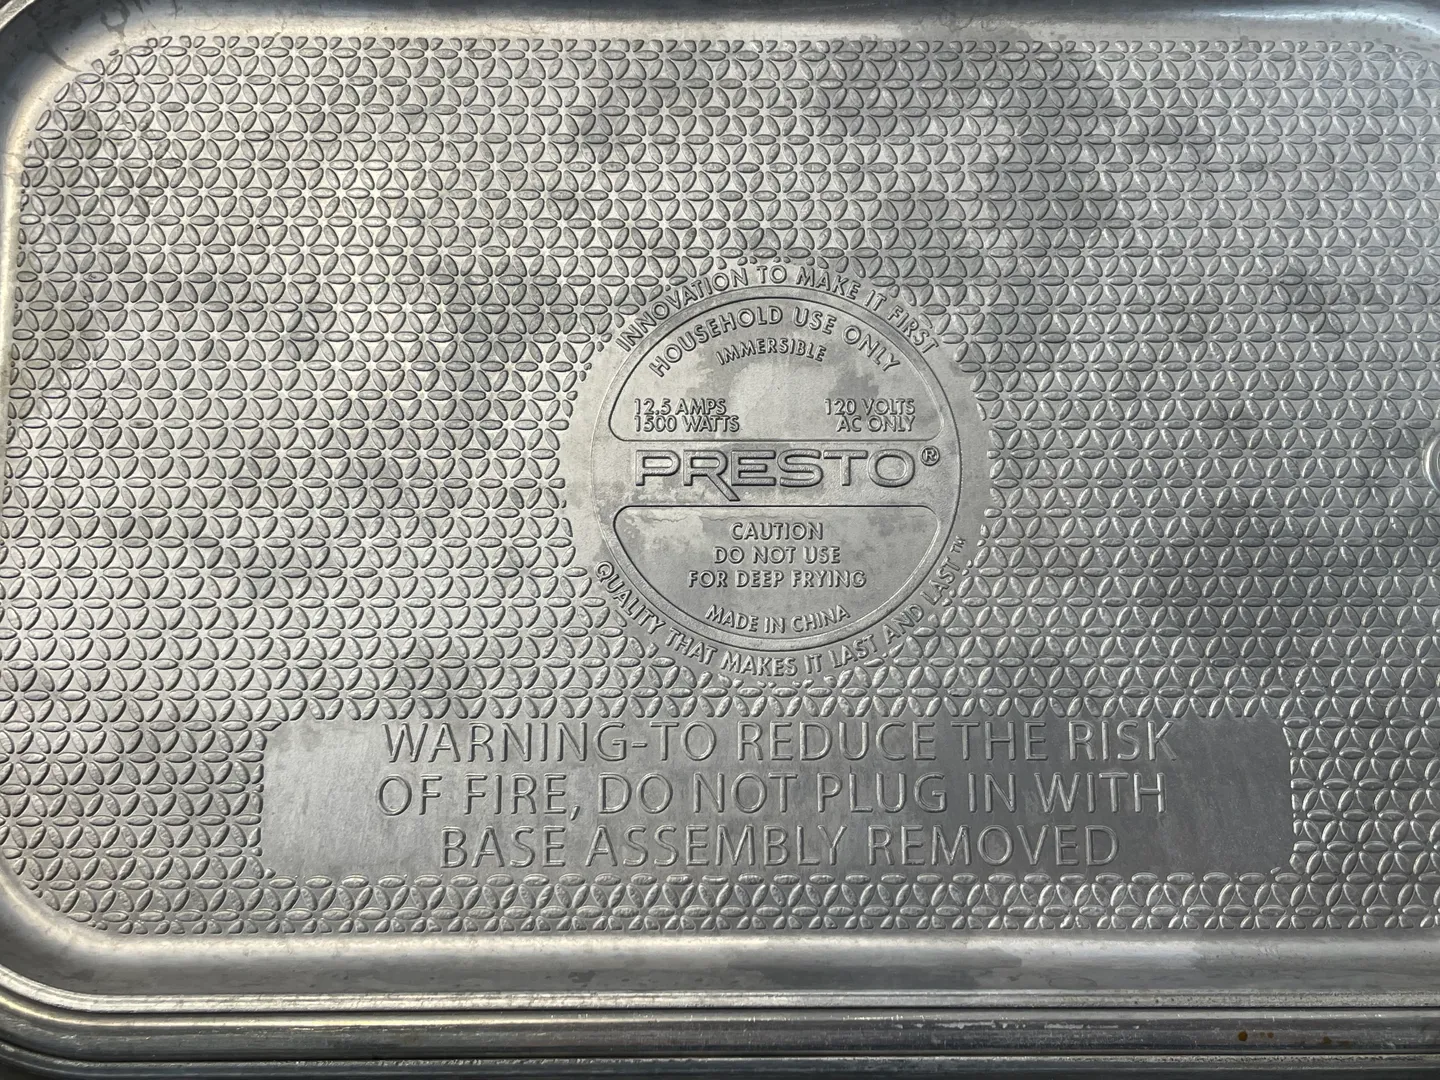 INNOVATION TO MAKE IT FIRST
HOUSEHOLD USE ONLY
IMMERSIBLE
12.5 AMPS
1500 WATTS
120 VOLTS
AC ONLY
PRESTO®
CAUTION
DO NOT USE
FOR DEEP FRYING
MADE IN CHINA
QUALITY THAT MAKES IT LAST AND LAST™
WARNING-TO REDUCE THE RISK
OF FIRE, DO NOT PLUG IN WITH
BASE ASSEMBLY REMOVED